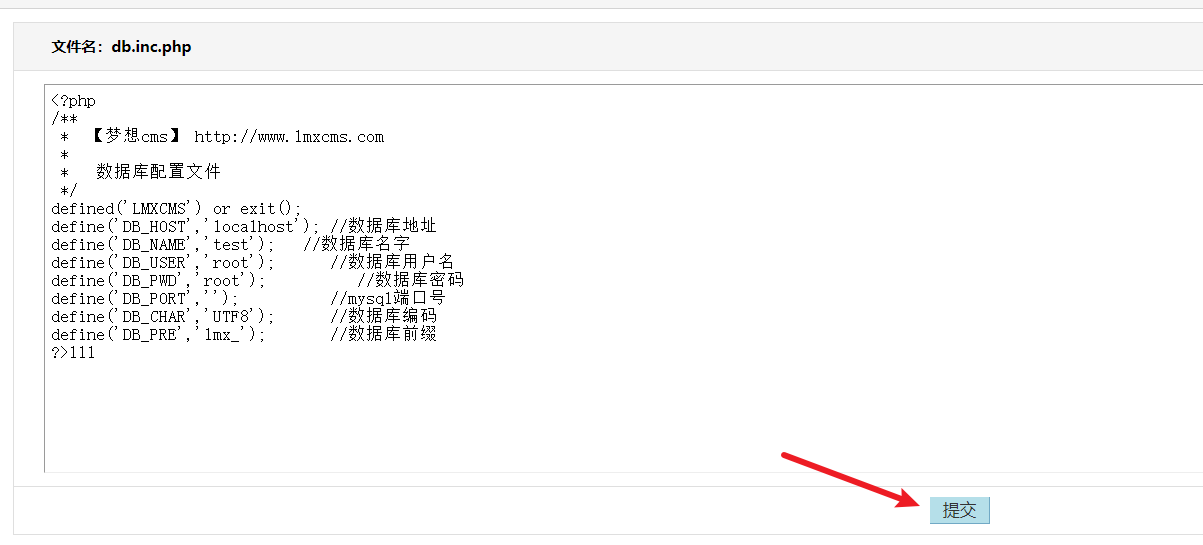 文件名：db.inc.php
<?php
/**
 *  【梦想cms】 http://www.lmxcms.com
 *
 *   数据库配置文件
 */
defined('LMXCMS') or exit();
define('DB_HOST','localhost'); //数据库地址
define('DB_NAME','test');   //数据库名字
define('DB_USER','root');      //数据库用户名
define('DB_PWD','root');          //数据库密码
define('DB_PORT','');          //mysql端口号
define('DB_CHAR','UTF8');      //数据库编码
define('DB_PRE','lmx_');       //数据库前缀
?>111
提交